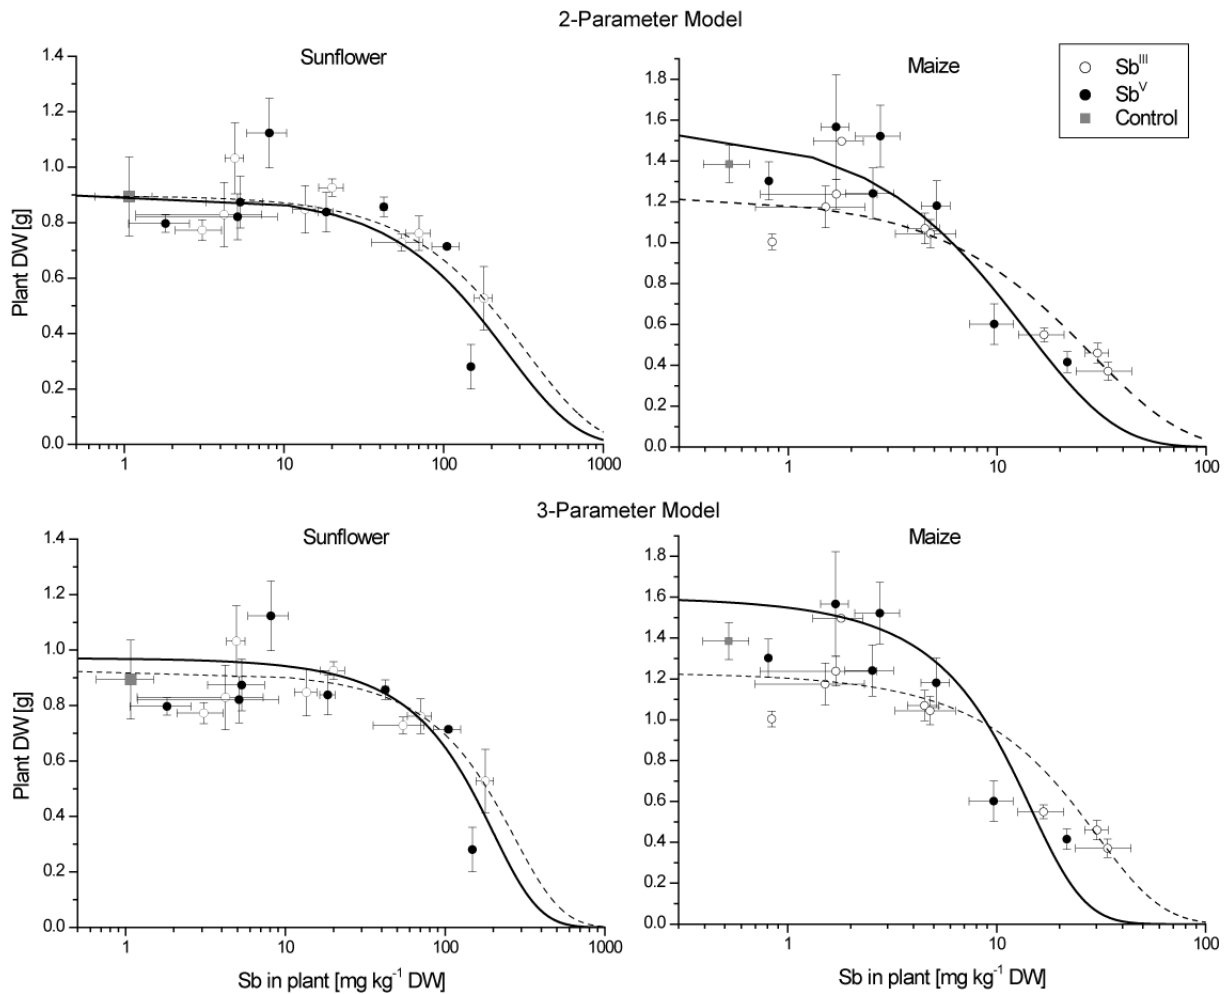 2-Parameter Model
Sunflower
Maize
Sb^III
Sb^V
Control
Plant DW [g]
1.4
1.2
1.0
0.8
0.6
0.4
0.2
0.0
1 10 100 1000
1.8
1.6
1.4
1.2
1.0
0.8
0.6
0.4
0.2
0.0
1 10 100
3-Parameter Model
Sunflower
Maize
Plant DW [g]
1.4
1.2
1.0
0.8
0.6
0.4
0.2
0.0
1 10 100 1000
Sb in plant [mg kg^-1 DW]
1.8
1.6
1.4
1.2
1.0
0.8
0.6
0.4
0.2
0.0
1 10 100
Sb in plant [mg kg^-1 DW]